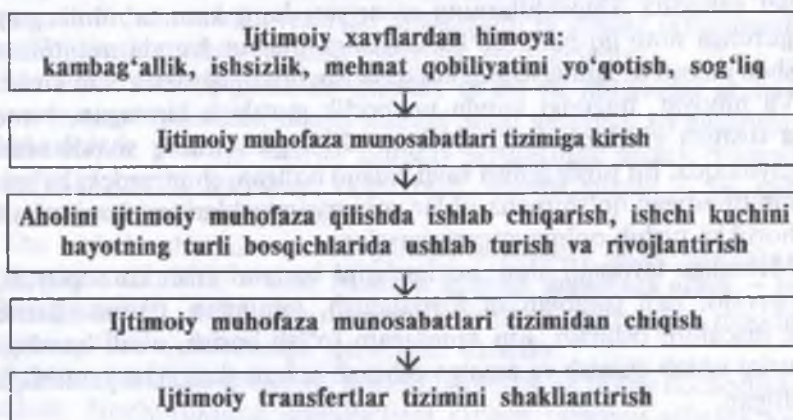 Ijtimoiy xavflardan himoya:
kambag‘allik, ishsizlik, mehnat qobiliyatini yo‘qotish, sog‘liq
Ijtimoiy muhofaza munosabatlari tizimiga kirish
Aholini ijtimoiy muhofaza qilishda ishlab chiqarish, ishchi kuchini
hayotning turli bosqichlarida ushlab turish va rivojlantirish
Ijtimoiy muhofaza munosabatlari tizimidan chiqish
Ijtimoiy transfertlar tizimini shakllantirish